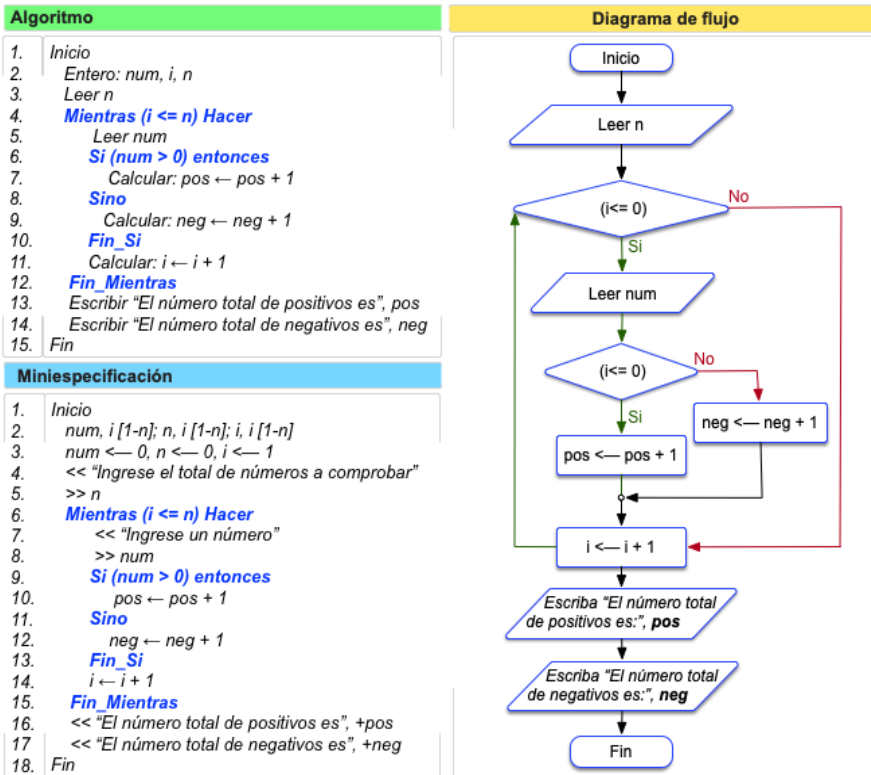 Algoritmo
1. Inicio
2. Entero: num, i, n
3. Leer n
4. Mientras (i <= n) Hacer
5. Leer num
6. Si (num > 0) entonces
7. Calcular: pos ← pos + 1
8. Sino
9. Calcular: neg ← neg + 1
10. Fin_Si
11. Calcular: i ← i + 1
12. Fin_Mientras
13. Escribir “El número total de positivos es”, pos
14. Escribir “El número total de negativos es”, neg
15. Fin
Miniespecificación
1. Inicio
2. num, i [1-n]; n, i [1-n]; i, i [1-n]
3. num <— 0, n <— 0, i <— 1
4. << “Ingrese el total de números a comprobar”
5. >> n
6. Mientras (i <= n) Hacer
7. << “Ingrese un número”
8. >> num
9. Si (num > 0) entonces
10. pos ← pos + 1
11. Sino
12. neg ← neg + 1
13. Fin_Si
14. i ← i + 1
15. Fin_Mientras
16. << “El número total de positivos es”, +pos
17 << “El número total de negativos es”, +neg
18. Fin
Diagrama de flujo
Inicio
Leer n
(i<= 0)
No
Si
Leer num
(i<= 0)
No
Si
neg <— neg + 1
pos <— pos + 1
i <— i + 1
Escriba “El número total
de positivos es:”, pos
Escriba “El número total
de negativos es:”, neg
Fin